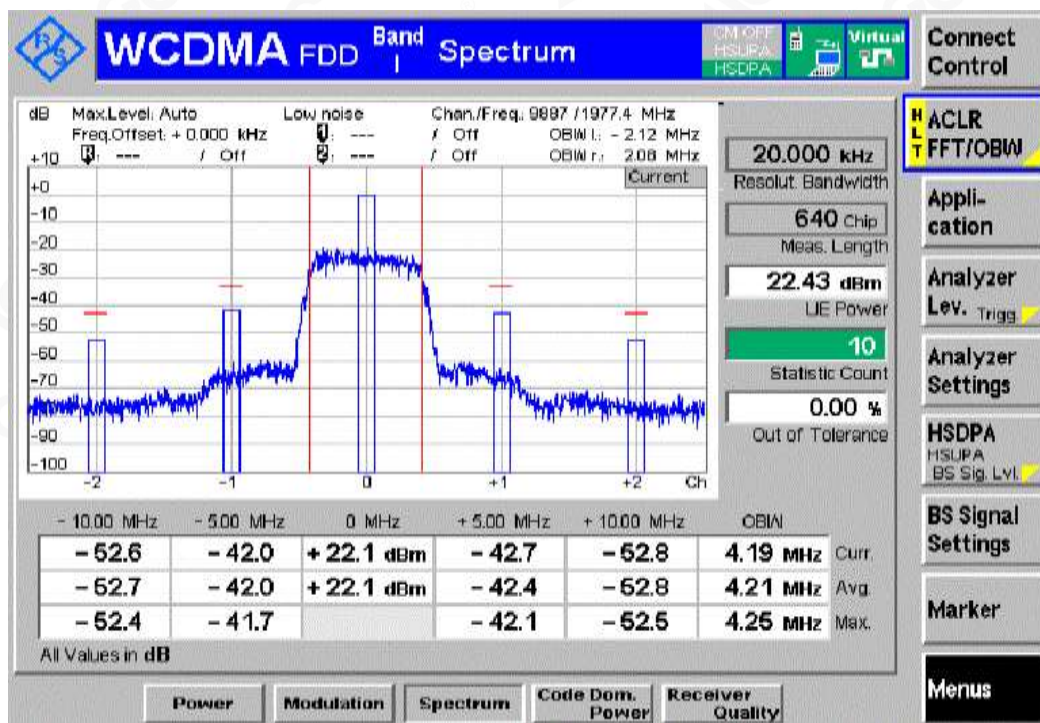 R S
WCDMA FDD Band I Spectrum
CM OFF
HSUPA
HSDPA
Virtual
Connect Control
dB Max.Level: Auto Low noise Chan./Freq.: 9887 / 1977.4 MHz
Freq.Offset: + 0.000 kHz 1: --- / Off OBW l.: - 2.12 MHz
R: --- / Off 2: --- / Off OBW r.: 2.08 MHz
Current
+10
+0
-10
-20
-30
-40
-50
-60
-70
-80
-90
-100
-2 -1 0 +1 +2 Ch
20.000 kHz
Resolut. Bandwidth
640 Chip
Meas. Length
22.43 dBm
UE Power
10
Statistic Count
0.00 %
Out of Tolerance
- 10.00 MHz - 5.00 MHz 0 MHz + 5.00 MHz + 10.00 MHz OBW
- 52.6 - 42.0 + 22.1 dBm - 42.7 - 52.8 4.19 MHz Curr.
- 52.7 - 42.0 + 22.1 dBm - 42.4 - 52.8 4.21 MHz Avg.
- 52.4 - 41.7 - 42.1 - 52.5 4.25 MHz Max.
All Values in dB
HLT
ACLR
FFT/OBW
Appli-
cation
Analyzer
Lev. Trigg.
Analyzer
Settings
HSDPA
HSUPA
BS Sig. Lvl.
BS Signal
Settings
Marker
Menus
Power
Modulation
Spectrum
Code Dom.
Power
Receiver
Quality